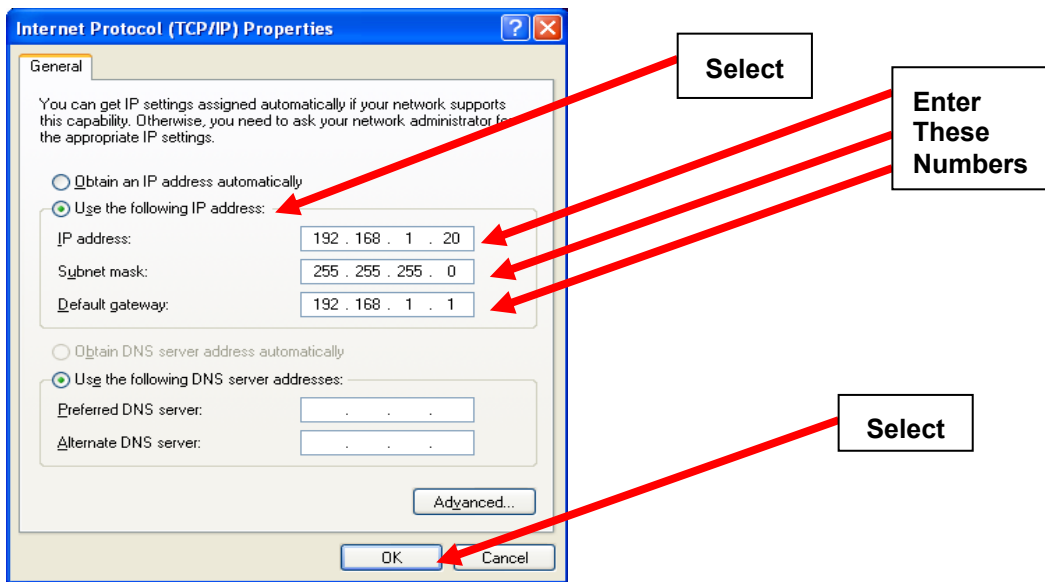 Internet Protocol (TCP/IP) Properties
General
You can get IP settings assigned automatically if your network supports
this capability. Otherwise, you need to ask your network administrator for
the appropriate IP settings.
Obtain an IP address automatically
Use the following IP address:
IP address: 192 . 168 . 1 . 20
Subnet mask: 255 . 255 . 255 . 0
Default gateway: 192 . 168 . 1 . 1
Obtain DNS server address automatically
Use the following DNS server addresses:
Preferred DNS server: . . .
Alternate DNS server: . . .
Advanced...
OK Cancel
Select
Enter
These
Numbers
Select